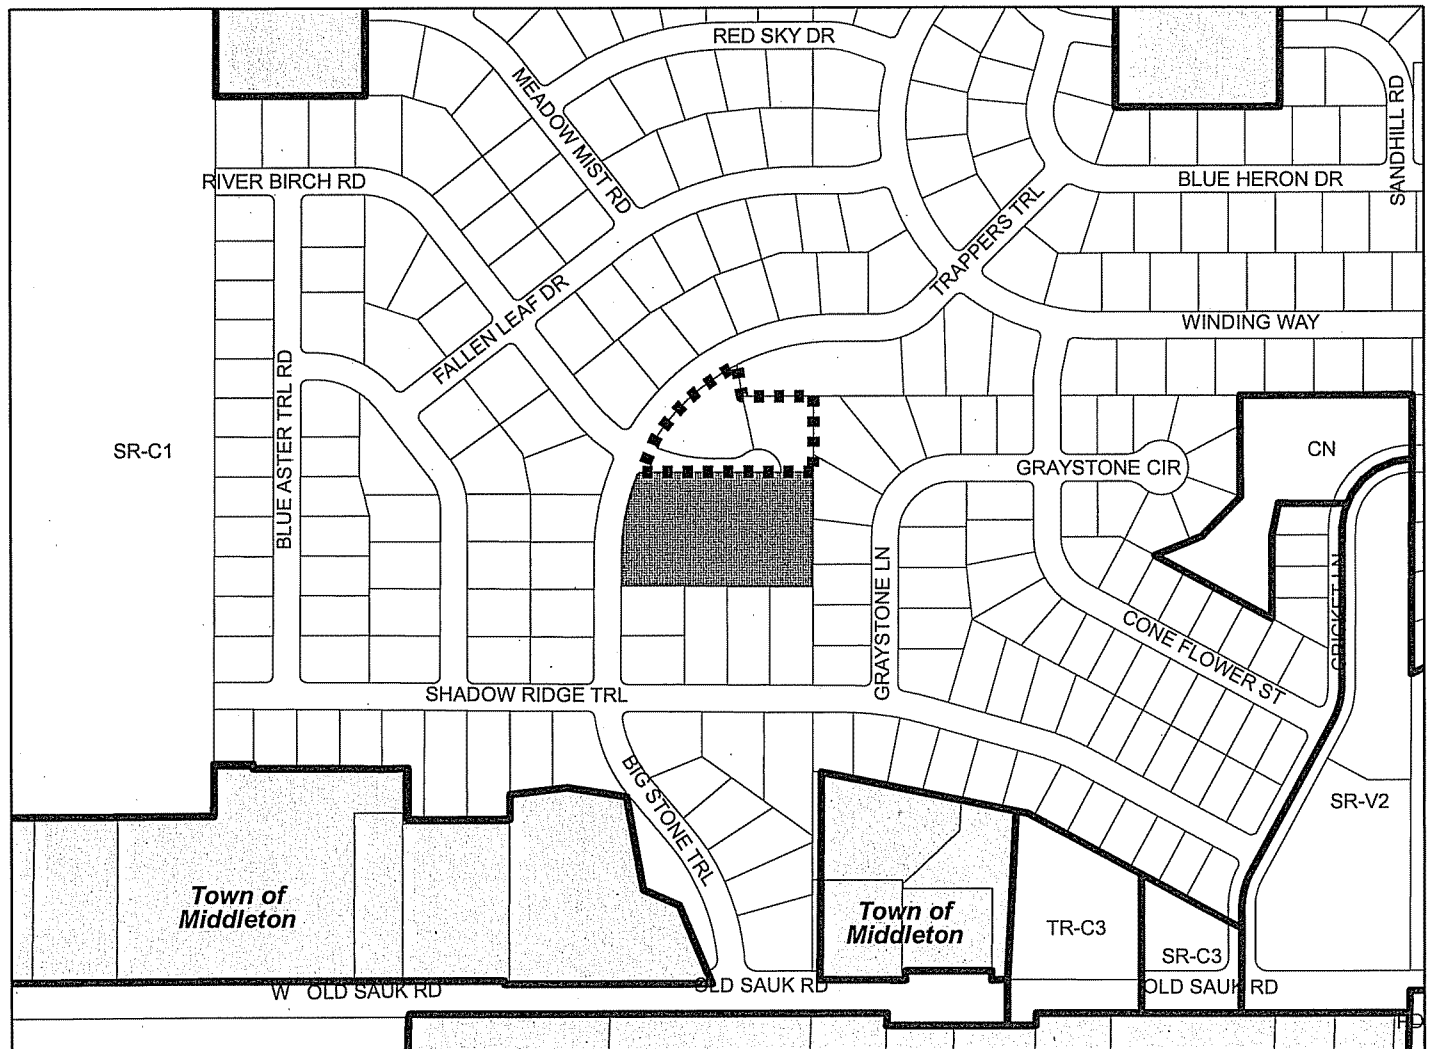 RED SKY DR
MEADOW MIST RD
SANDHILL RD
RIVER BIRCH RD
BLUE HERON DR
TRAPPERS TRL
FALLEN LEAF DR
WINDING WAY
BLUE ASTER TRL RD
SR-C1
CN
GRAYSTONE CIR
GRAYSTONE LN
CRICKET LN
CONE FLOWER ST
SHADOW RIDGE TRL
BIG STONE TRL
SR-V2
Town of
Middleton
Town of
Middleton
TR-C3
SR-C3
W OLD SAUK RD
OLD SAUK RD
OLD SAUK RD